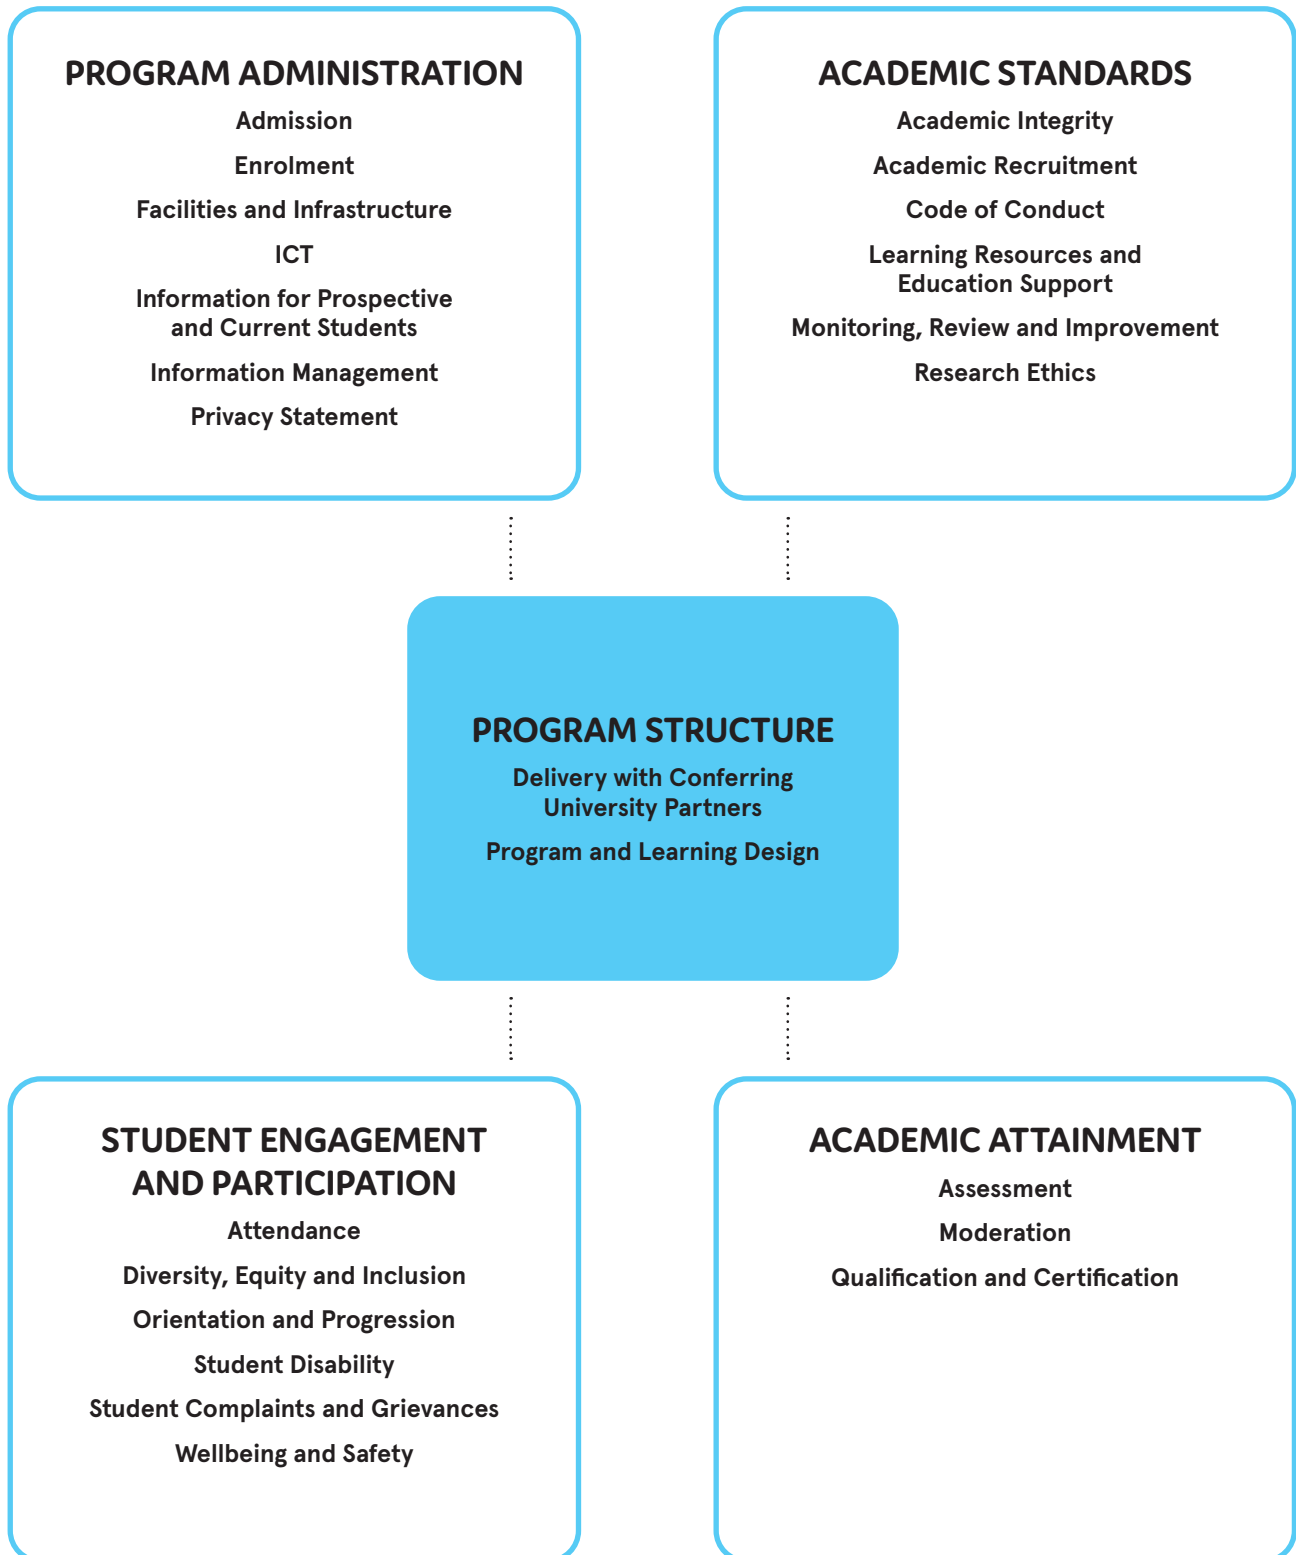 PROGRAM ADMINISTRATION
Admission
Enrolment
Facilities and Infrastructure
ICT
Information for Prospective
and Current Students
Information Management
Privacy Statement
ACADEMIC STANDARDS
Academic Integrity
Academic Recruitment
Code of Conduct
Learning Resources and
Education Support
Monitoring, Review and Improvement
Research Ethics
PROGRAM STRUCTURE
Delivery with Conferring
University Partners
Program and Learning Design
STUDENT ENGAGEMENT
AND PARTICIPATION
Attendance
Diversity, Equity and Inclusion
Orientation and Progression
Student Disability
Student Complaints and Grievances
Wellbeing and Safety
ACADEMIC ATTAINMENT
Assessment
Moderation
Qualification and Certification